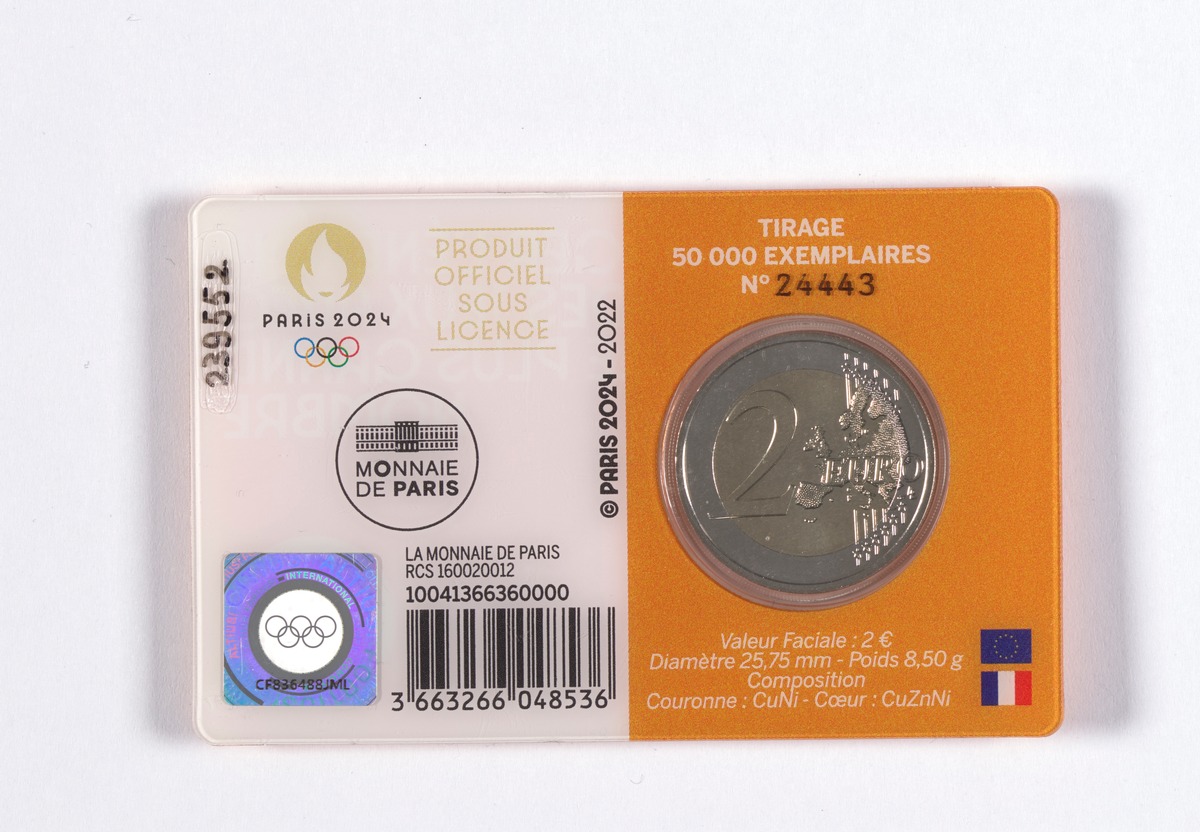 239552
PARIS 2024
PRODUIT
OFFICIEL
SOUS
LICENCE
MONNAIE
DE PARIS
© PARIS 2024 - 2022
LA MONNAIE DE PARIS
RCS 160020012
10041366360000
3 663266 048536
INTERNATIONAL
CF836488JML
TIRAGE
50 000 EXEMPLAIRES
N° 24443
2 EURO
Valeur Faciale : 2 €
Diamètre 25,75 mm - Poids 8,50 g
Composition
Couronne : CuNi - Cœur : CuZnNi